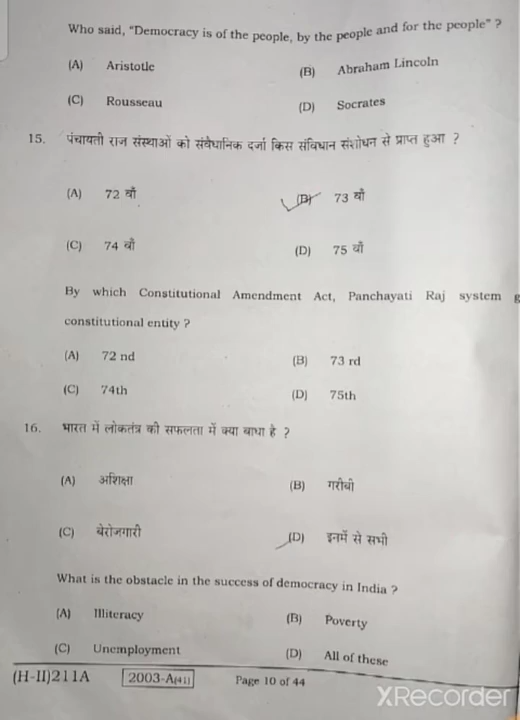 Who said, "Democracy is of the people, by the people and for the people" ?
(A) Aristotle (B) Abraham Lincoln
(C) Rousseau (D) Socrates
15. पंचायती राज संस्थाओं को संवैधानिक दर्जा किस संविधान संशोधन से प्राप्त हुआ ?
(A) 72 वाँ (B) 73 वाँ
(C) 74 वाँ (D) 75 वाँ
By which Constitutional Amendment Act, Panchayati Raj system g
constitutional entity ?
(A) 72 nd (B) 73 rd
(C) 74th (D) 75th
16. भारत में लोकतंत्र की सफलता में क्या बाधा है ?
(A) अशिक्षा (B) गरीबी
(C) बेरोजगारी (D) इनमें से सभी
What is the obstacle in the success of democracy in India ?
(A) Illiteracy (B) Poverty
(C) Unemployment (D) All of these
(H-II)211A 2003-A(41) Page 10 of 44
XRecorder